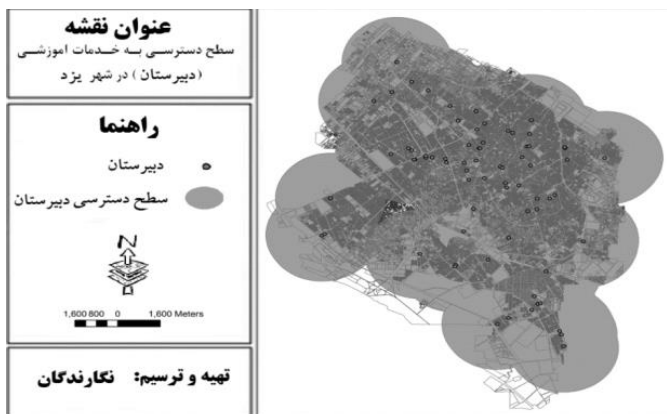 عنوان نقشه
سطح دسترسی به خدمات اموزشی
(دبیرستان) در شهر یزد
راهنما
دبیرستان
سطح دسترسی دبیرستان
N
1,600 800 0 1,600 Meters
تهیه و ترسیم: نگارندگان